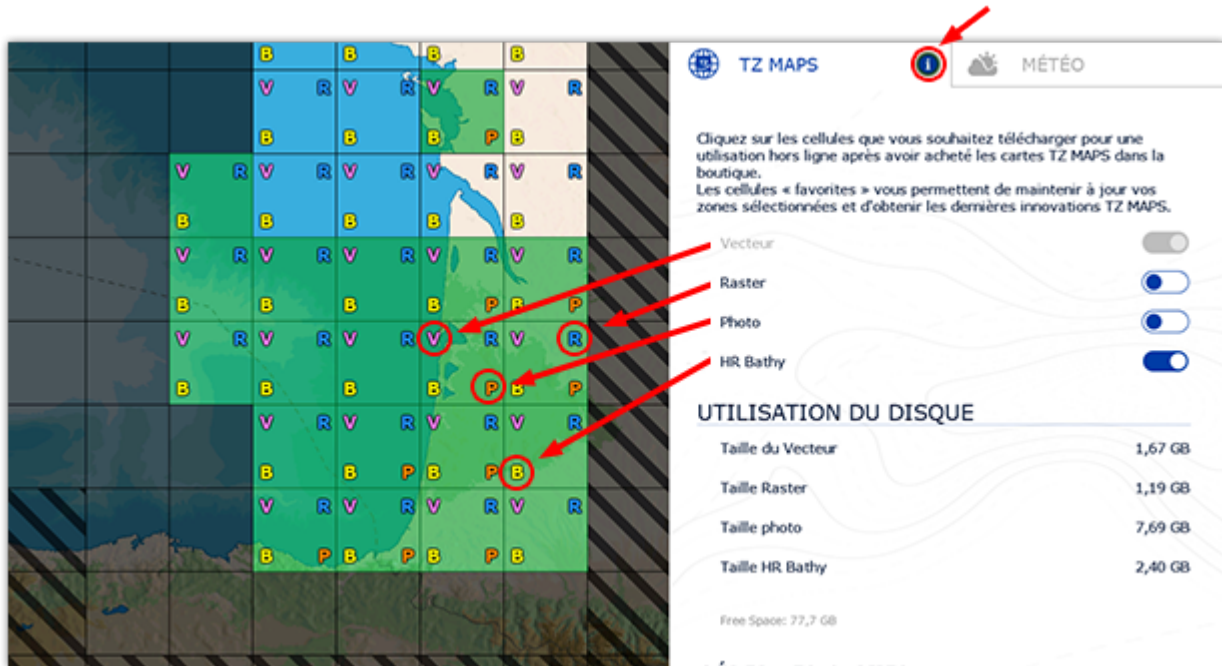 B B B B
V R V R V R V R
B B B P B
V R V R V R V R V R
B B B B B
V R V R V R V R V R
B B B B P B P
V R V R V R V R V R
B B B B P B P
V R V R V R V R
B B P B P B
V R V R V R V R
B P B P B P B
TZ MAPS i MÉTÉO
Cliquez sur les cellules que vous souhaitez télécharger pour une
utilisation hors ligne après avoir acheté les cartes TZ MAPS dans la
boutique.
Les cellules « favorites » vous permettent de maintenir à jour vos
zones sélectionnées et d'obtenir les dernières innovations TZ MAPS.
Vecteur
Raster
Photo
HR Bathy
UTILISATION DU DISQUE
Taille du Vecteur 1,67 GB
Taille Raster 1,19 GB
Taille photo 7,69 GB
Taille HR Bathy 2,40 GB
Free Space: 77,7 GB